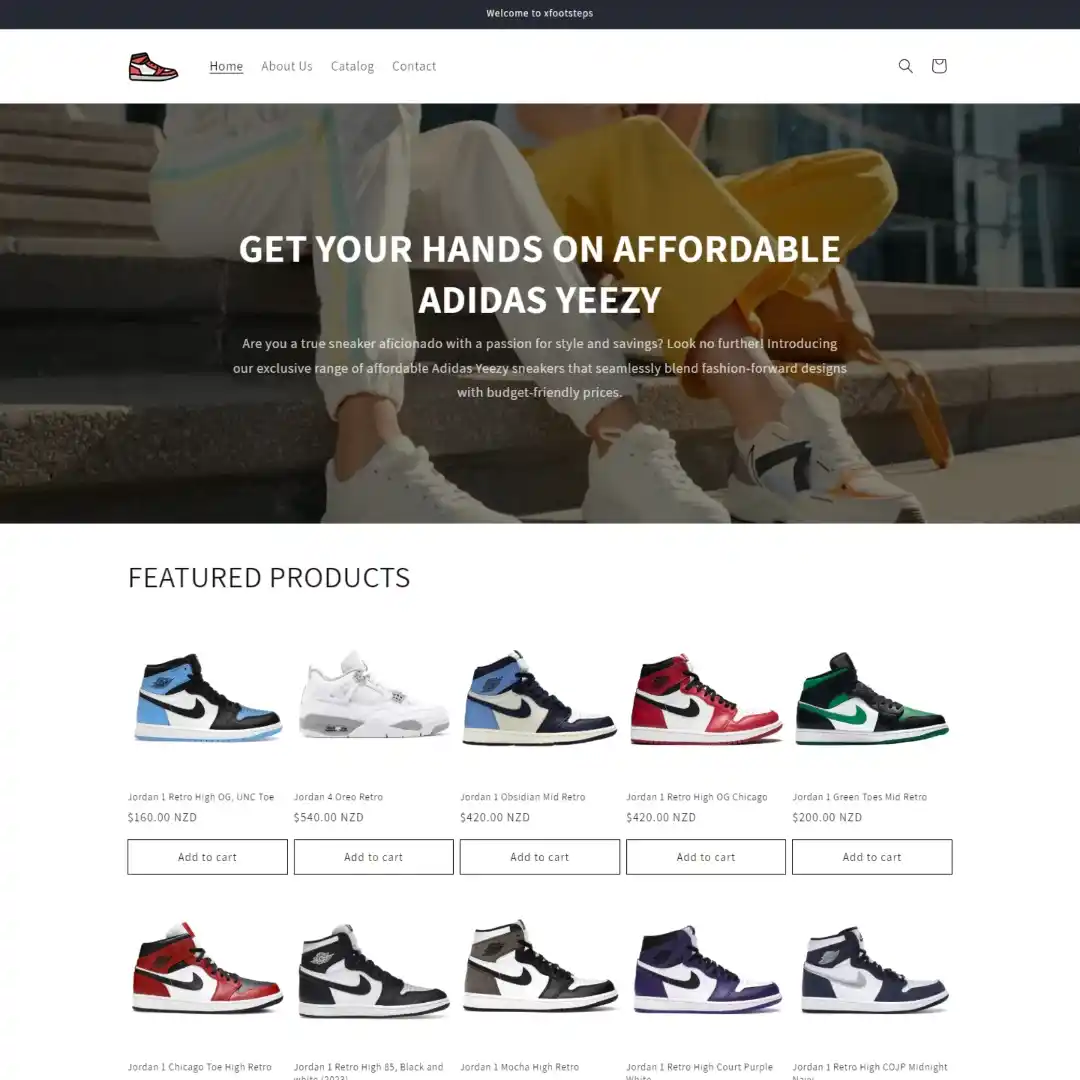 Welcome to xfootsteps
Home About Us Catalog Contact
GET YOUR HANDS ON AFFORDABLE
ADIDAS YEEZY
Are you a true sneaker aficionado with a passion for style and savings? Look no further! Introducing
our exclusive range of affordable Adidas Yeezy sneakers that seamlessly blend fashion-forward designs
with budget-friendly prices.
FEATURED PRODUCTS
Jordan 1 Retro High OG, UNC Toe
$160.00 NZD
Add to cart
Jordan 4 Oreo Retro
$540.00 NZD
Add to cart
Jordan 1 Obsidian Mid Retro
$420.00 NZD
Add to cart
Jordan 1 Retro High OG Chicago
$420.00 NZD
Add to cart
Jordan 1 Green Toes Mid Retro
$200.00 NZD
Add to cart
Jordan 1 Chicago Toe High Retro
Jordan 1 Retro High 85, Black and
white (2023)
Jordan 1 Mocha High Retro
Jordan 1 Retro High Court Purple
White
Jordan 1 Retro High COJP Midnight
Navy